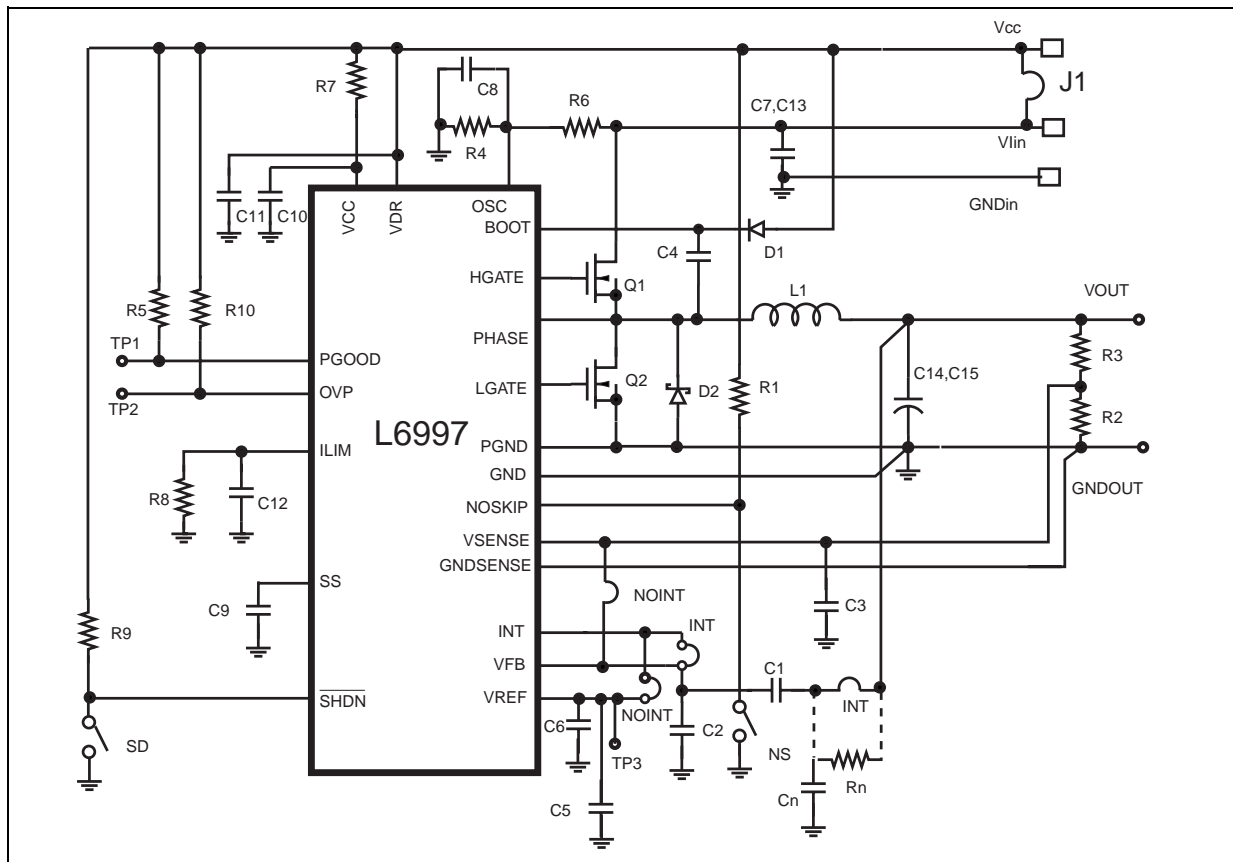 Vcc
J1
R7
C8
R6
C7,C13
R4
VIin
GNDin
C11
C10
VCC
VDR
OSC
BOOT
C4
D1
HGATE
Q1
R5
R10
L1
VOUT
TP1
PGOOD
PHASE
R3
TP2
OVP
LGATE
Q2
D2
R1
C14,C15
R2
L6997
ILIM
PGND
GND
R8
C12
GNDOUT
NOSKIP
VSENSE
GNDSENSE
SS
C9
NOINT
C3
R9
INT
INT
VFB
C1
SHDN
VREF
NOINT
INT
C6
C2
SD
TP3
NS
Rn
Cn
C5